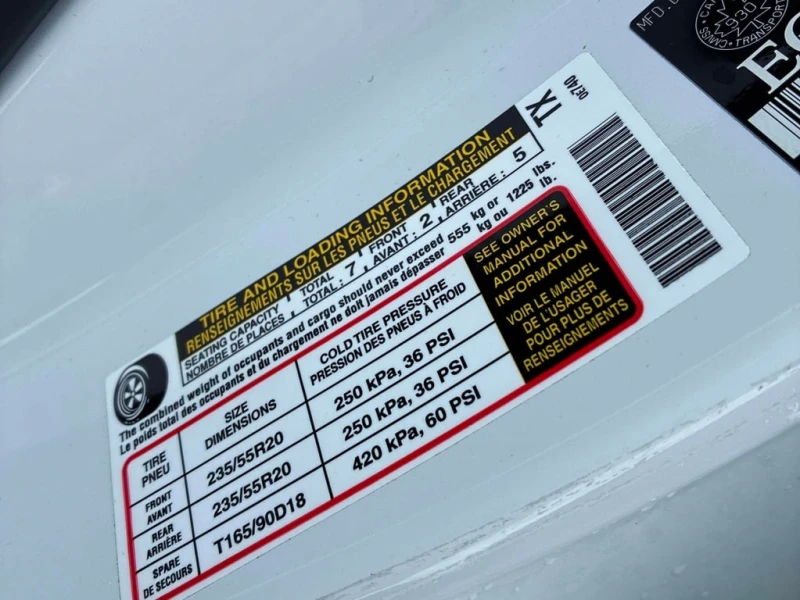 TIRE AND LOADING INFORMATION
RENSEIGNEMENTS SUR LES PNEUS ET LE CHARGEMENT
TX
0EZ40
SEATING CAPACITY TOTAL FRONT REAR
NOMBRE DE PLACES, TOTAL: 7, AVANT: 2, ARRIÈRE: 5
The combined weight of occupants and cargo should never exceed 555 kg or 1225 lbs.
Le poids total des occupants et du chargement ne doit jamais dépasser kg ou lb.
TIRE
PNEU
SIZE
DIMENSIONS
COLD TIRE PRESSURE
PRESSION DES PNEUS À FROID
FRONT
AVANT
235/55R20
250 kPa, 36 PSI
REAR
ARRIÈRE
235/55R20
250 kPa, 36 PSI
SPARE
DE SECOURS
T165/90D18
420 kPa, 60 PSI
SEE OWNER'S
MANUAL FOR
ADDITIONAL
INFORMATION
VOIR LE MANUEL
DE L'USAGER
POUR PLUS DE
RENSEIGNEMENTS
MFD.
930
CMVSS • TRANSPORT